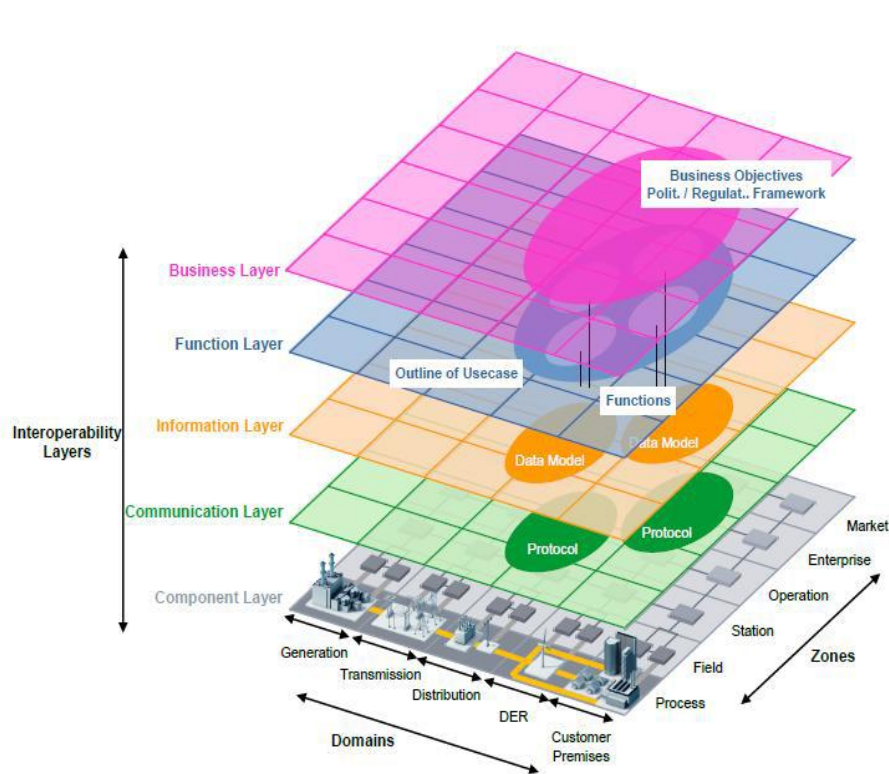 Business Objectives
Polit. / Regulat.. Framework
Business Layer
Function Layer
Outline of Usecase
Functions
Information Layer
Interoperability
Layers
Data Model
Data Model
Communication Layer
Protocol
Protocol
Component Layer
Market
Enterprise
Operation
Station
Field
Process
Zones
Generation
Transmission
Distribution
DER
Customer
Premises
Domains